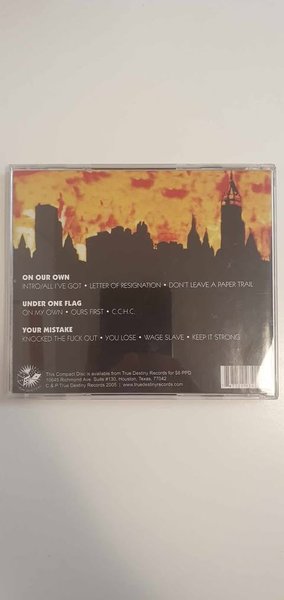 ON OUR OWN
INTRO/ALL I'VE GOT • LETTER OF RESIGNATION • DON'T LEAVE A PAPER TRAIL
UNDER ONE FLAG
ON MY OWN • OURS FIRST • C.C.H.C.
YOUR MISTAKE
KNOCKED THE FUCK OUT • YOU LOSE • WAGE SLAVE • KEEP IT STRONG
This Compact Disc is available from True Destiny Records for $6 PPD
10645 Richmond Ave. Suite #130, Houston, Texas, 77042
C & P True Destiny Records 2005 | www.truedestinyrecords.com